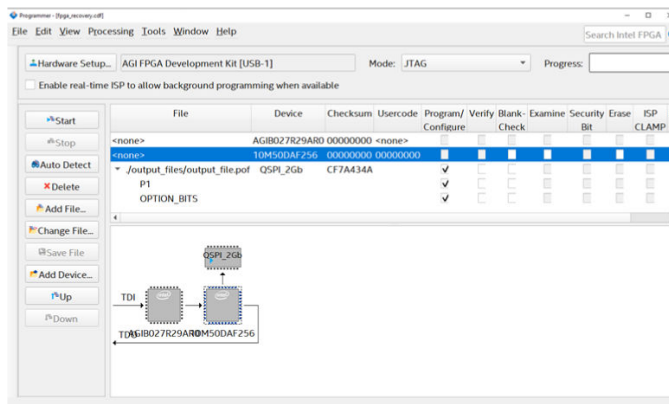 Programmer - [fpga_recovery.cdf]
File Edit View Processing Tools Window Help
Search Intel FPGA
Hardware Setup... AGI FPGA Development Kit [USB-1] Mode: JTAG Progress:
Enable real-time ISP to allow background programming when available
Start
Stop
Auto Detect
Delete
Add File...
Change File...
Save File
Add Device...
Up
Down
File Device Checksum Usercode Program/ Verify Blank- Examine Security Erase ISP
Configure Check Bit CLAMP
<none> AGIB027R29AR0 00000000 <none>
<none> 10M50DAF256 00000000 00000000
./output_files/output_file.pof QSPI_2Gb CF7A434A
P1
OPTION_BITS
QSPI_2Gb
TDI
TDO
AGIB027R29AR0
10M50DAF256